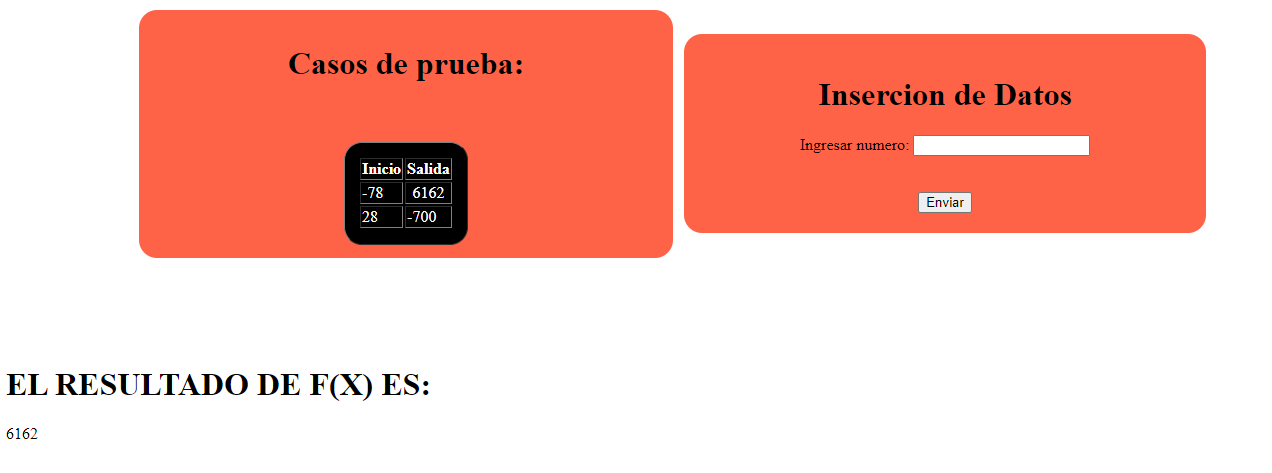 Casos de prueba:
Inicio Salida
-78 6162
28 -700
Insercion de Datos
Ingresar numero:
Enviar
EL RESULTADO DE F(X) ES:
6162